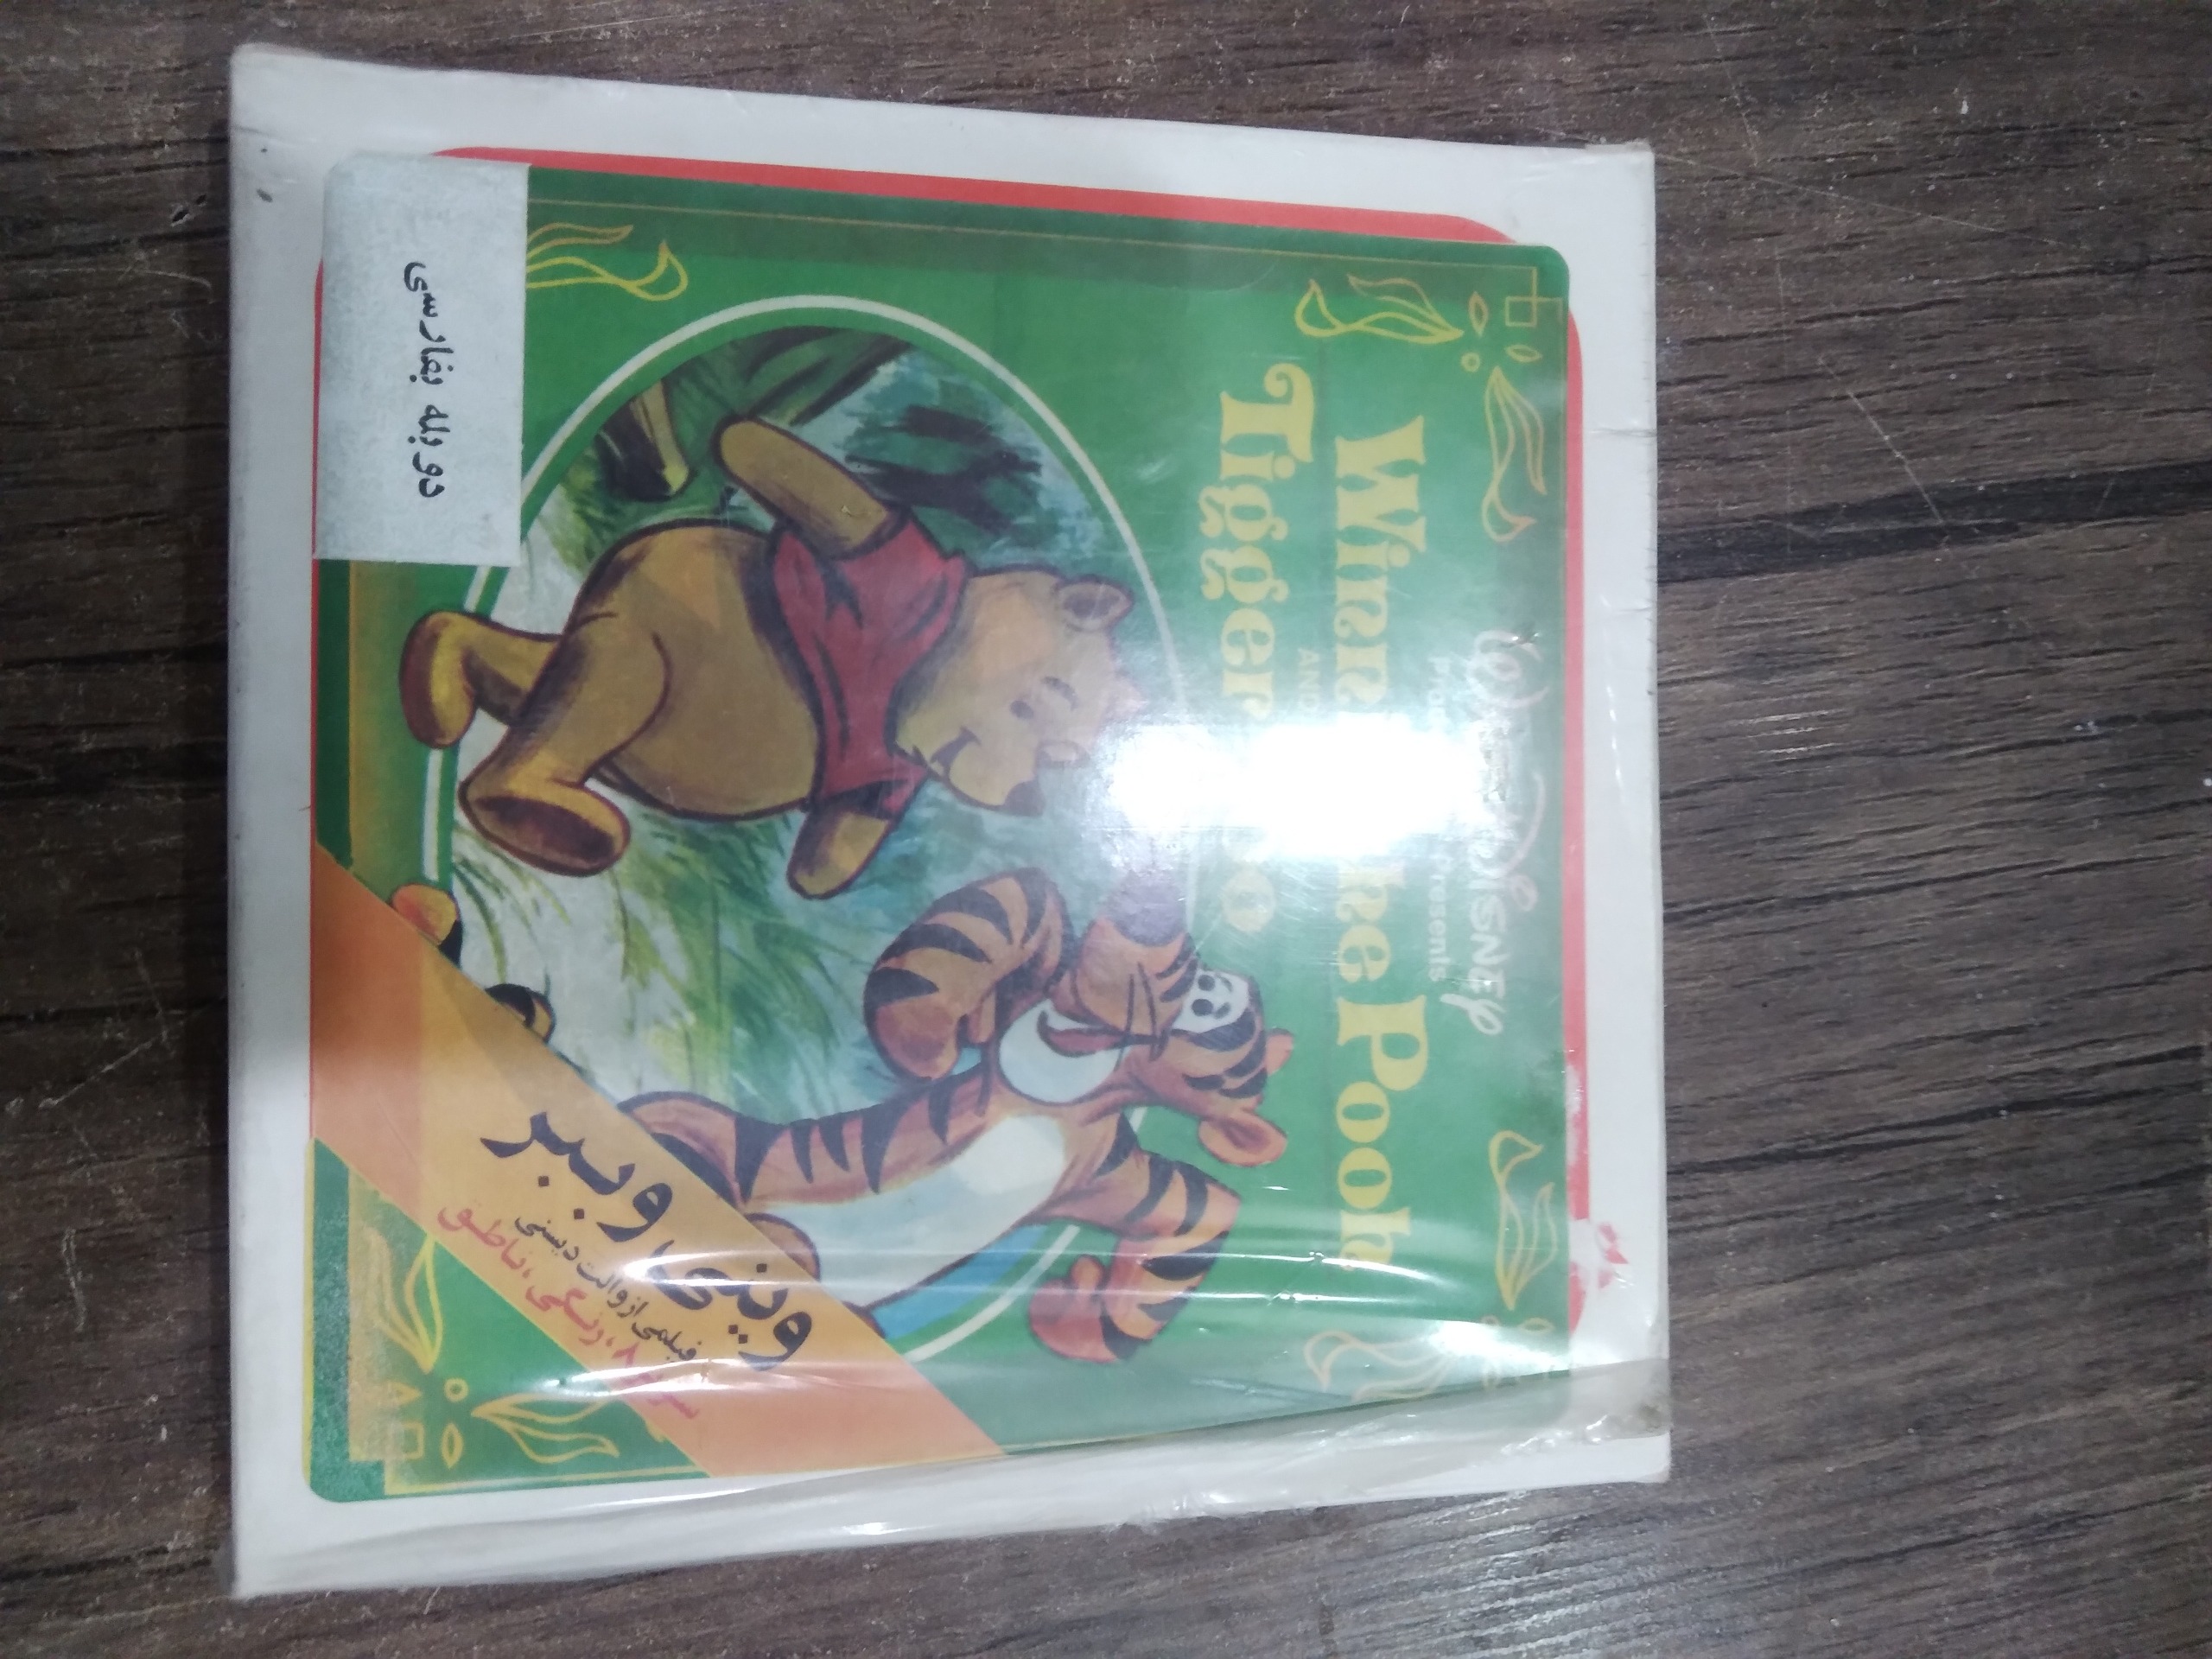 Walt Disney
Presents
Winnie the Pooh
AND
Tigger Too
وینی و ببر
فیلمی از والت دیسنی
۸، رنگی، ناطق
دوبله بفارسی